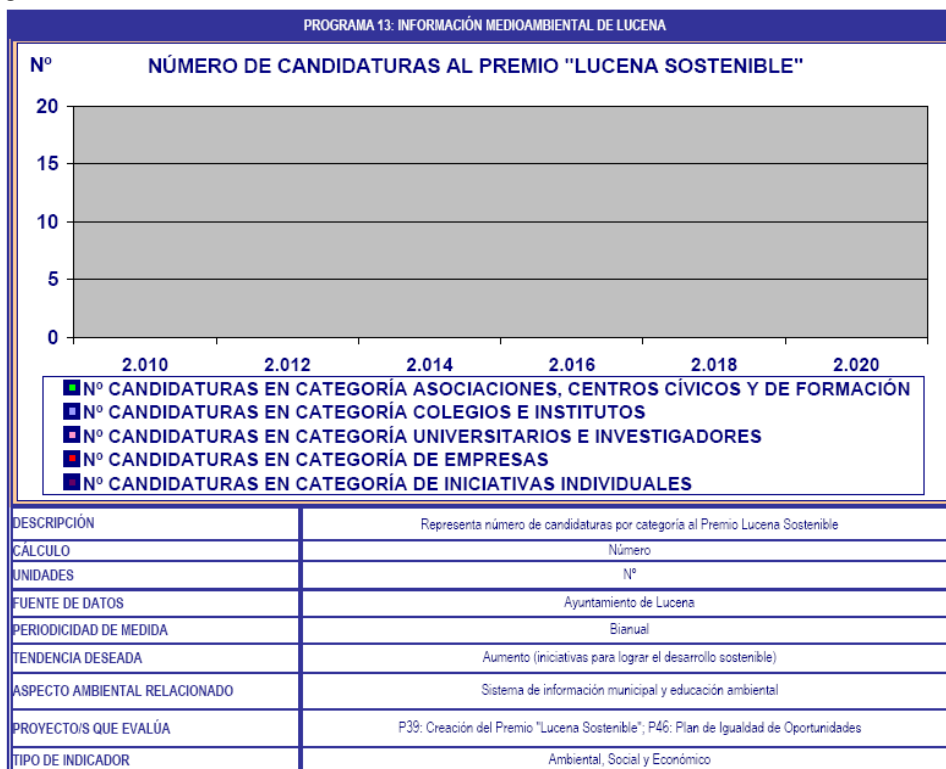 PROGRAMA 13: INFORMACIÓN MEDIOAMBIENTAL DE LUCENA
Nº NÚMERO DE CANDIDATURAS AL PREMIO "LUCENA SOSTENIBLE"
20
15
10
5
0
2.010 2.012 2.014 2.016 2.018 2.020
Nº CANDIDATURAS EN CATEGORÍA ASOCIACIONES, CENTROS CÍVICOS Y DE FORMACIÓN
Nº CANDIDATURAS EN CATEGORÍA COLEGIOS E INSTITUTOS
Nº CANDIDATURAS EN CATEGORÍA UNIVERSITARIOS E INVESTIGADORES
Nº CANDIDATURAS EN CATEGORÍA DE EMPRESAS
Nº CANDIDATURAS EN CATEGORÍA DE INICIATIVAS INDIVIDUALES
DESCRIPCIÓN Representa número de candidaturas por categoría al Premio Lucena Sostenible
CÁLCULO Número
UNIDADES Nº
FUENTE DE DATOS Ayuntamiento de Lucena
PERIODICIDAD DE MEDIDA Bianual
TENDENCIA DESEADA Aumento (iniciativas para lograr el desarrollo sostenible)
ASPECTO AMBIENTAL RELACIONADO Sistema de información municipal y educación ambiental
PROYECTO/S QUE EVALÚA P39: Creación del Premio "Lucena Sostenible"; P46: Plan de Igualdad de Oportunidades
TIPO DE INDICADOR Ambiental, Social y Económico